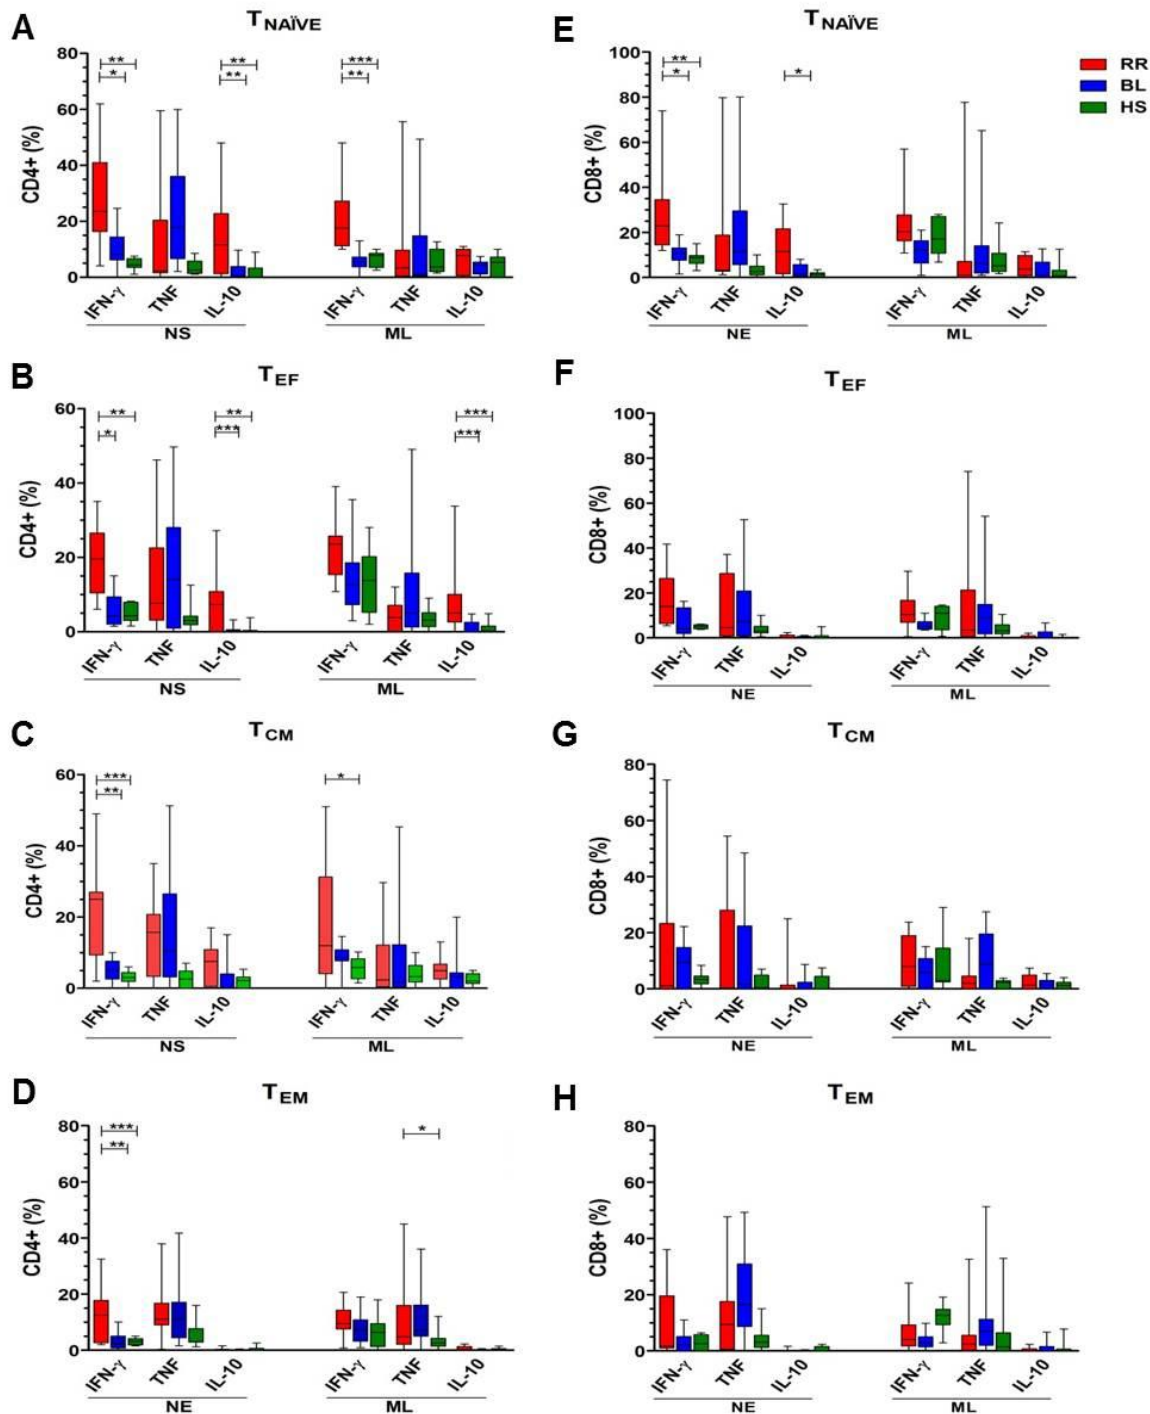 A
T NAÏVE
CD4+ (%)
80
60
40
20
0
** *
** **
*** **
IFN-γ TNF IL-10 IFN-γ TNF IL-10
NS ML
E
T NAÏVE
CD8+ (%)
100
80
60
40
20
0
** *
*
IFN-γ TNF IL-10 IFN-γ TNF IL-10
NE ML
RR
BL
HS
B
T EF
CD4+ (%)
60
40
20
0
** *
** ***
*** ***
IFN-γ TNF IL-10 IFN-γ TNF IL-10
NS ML
F
T EF
CD8+ (%)
100
80
60
40
20
0
IFN-γ TNF IL-10 IFN-γ TNF IL-10
NE ML
C
T CM
CD4+ (%)
60
40
20
0
*** **
*
IFN-γ TNF IL-10 IFN-γ TNF IL-10
NS ML
G
T CM
CD8+ (%)
80
60
40
20
0
IFN-γ TNF IL-10 IFN-γ TNF IL-10
NE ML
D
T EM
CD4+ (%)
80
60
40
20
0
*** **
*
IFN-γ TNF IL-10 IFN-γ TNF IL-10
NE ML
H
T EM
CD8+ (%)
80
60
40
20
0
IFN-γ TNF IL-10 IFN-γ TNF IL-10
NE ML